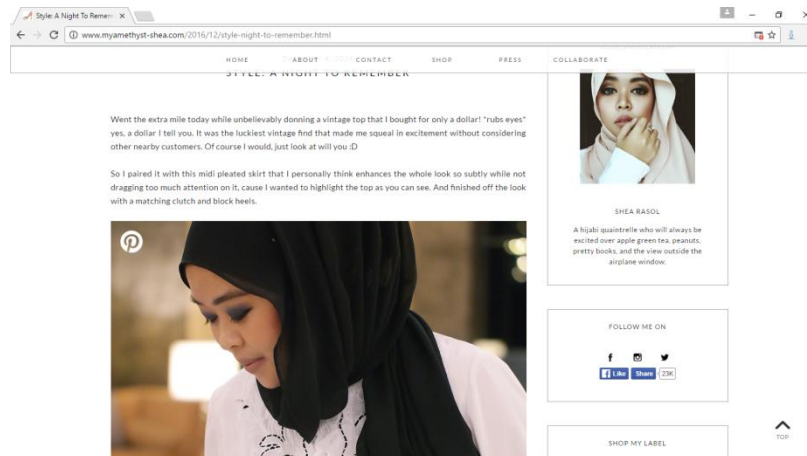 Style: A Night To Remem
www.myamethyst-shea.com/2016/12/style-night-to-remember.html
HOME ABOUT CONTACT SHOP PRESS COLLABORATE
STYLE: A NIGHT TO REMEMBER
Went the extra mile today while unbelievably donning a vintage top that I bought for only a dollar! *rubs eyes*
yes, a dollar I tell you. It was the luckiest vintage find that made me squeal in excitement without considering
other nearby customers. Of course I would, just look at will you :D
So I paired it with this midi pleated skirt that I personally think enhances the whole look so subtly while not
dragging too much attention on it, cause I wanted to highlight the top as you can see. And finished off the look
with a matching clutch and block heels.
SHEA RASOL
A hijabi quaintrelle who will always be
excited over apple green tea, peanuts,
pretty books, and the view outside the
airplane window.
FOLLOW ME ON
Like Share 23K
SHOP MY LABEL
TOP